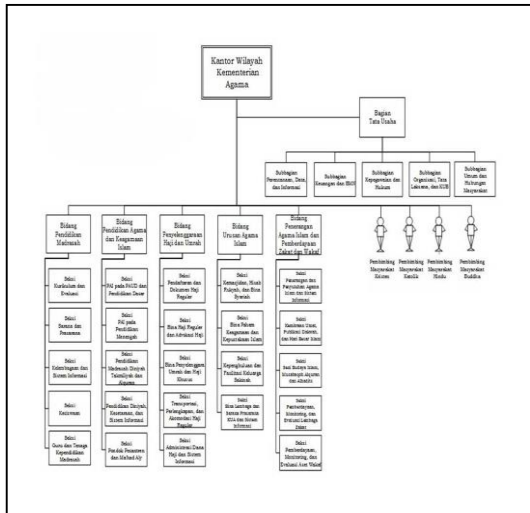 Kantor Wilayah
Kementerian
Agama
Bagian
Tata Usaha
Subbagian
Perencanaan, Data,
dan Informasi
Subbagian
Keuangan dan BMN
Subbagian
Kepegawaian dan
Hukum
Subbagian
Organisasi, Tata
Laksana, dan KUB
Subbagian
Umum dan
Hubungan
Masyarakat
Bidang
Pendidikan
Madrasah
Bidang
Pendidikan Agama
dan Keagamaan
Islam
Bidang
Penyelenggaraan
Haji dan Umrah
Bidang
Urusan Agama
Islam
Bidang
Penerangan
Agama Islam dan
Pemberdayaan
Zakat dan Wakaf
Pembimbing
Masyarakat
Kristen
Pembimbing
Masyarakat
Katolik
Pembimbing
Masyarakat
Hindu
Pembimbing
Masyarakat
Buddha
Seksi
Kurikulum dan
Evaluasi
Seksi
Sarana dan
Prasarana
Seksi
Kelembagaan dan
Sistem Informasi
Seksi
Kesiswaan
Seksi
Guru dan Tenaga
Kependidikan
Madrasah
Seksi
PAI pada PAUD dan
Pendidikan Dasar
Seksi
PAI pada
Pendidikan
Menengah
Seksi
Pendidikan
Madrasah Diniyah
Takmiliyah dan
Alquran
Seksi
Pendidikan Diniyah,
Kesetaraan, dan
Sistem Informasi
Seksi
Pondok Pesantren
dan Mahad Aly
Seksi
Pendaftaran dan
Dokumen Haji
Reguler
Seksi
Bina Haji Reguler
dan Advokasi Haji
Seksi
Bina Penyelenggara
Umrah dan Haji
Khusus
Seksi
Transportasi,
Perlengkapan, dan
Akomodasi Haji
Reguler
Seksi
Administrasi Dana
Haji dan Sistem
Informasi
Seksi
Kemasjidan, Hisab
Rukyat, dan Bina
Syariah
Seksi
Bina Paham
Keagamaan dan
Kepustakaan Islam
Seksi
Kepenghuluan dan
Fasilitasi Keluarga
Sakinah
Seksi
Bina Lembaga dan
Sarana Prasarana
KUA dan Sistem
Informasi
Seksi
Penerangan dan
Penyuluhan Agama
Islam dan Sistem
Informasi
Seksi
Kemitraan Umat,
Publikasi Dakwah,
dan Hari Besar Islam
Seksi
Seni Budaya Islam,
Musabaqah Alquran
dan Alhadits
Seksi
Pemberdayaan,
Monitoring, dan
Evaluasi Lembaga
Zakat
Seksi
Pemberdayaan,
Monitoring, dan
Evaluasi Aset Wakaf